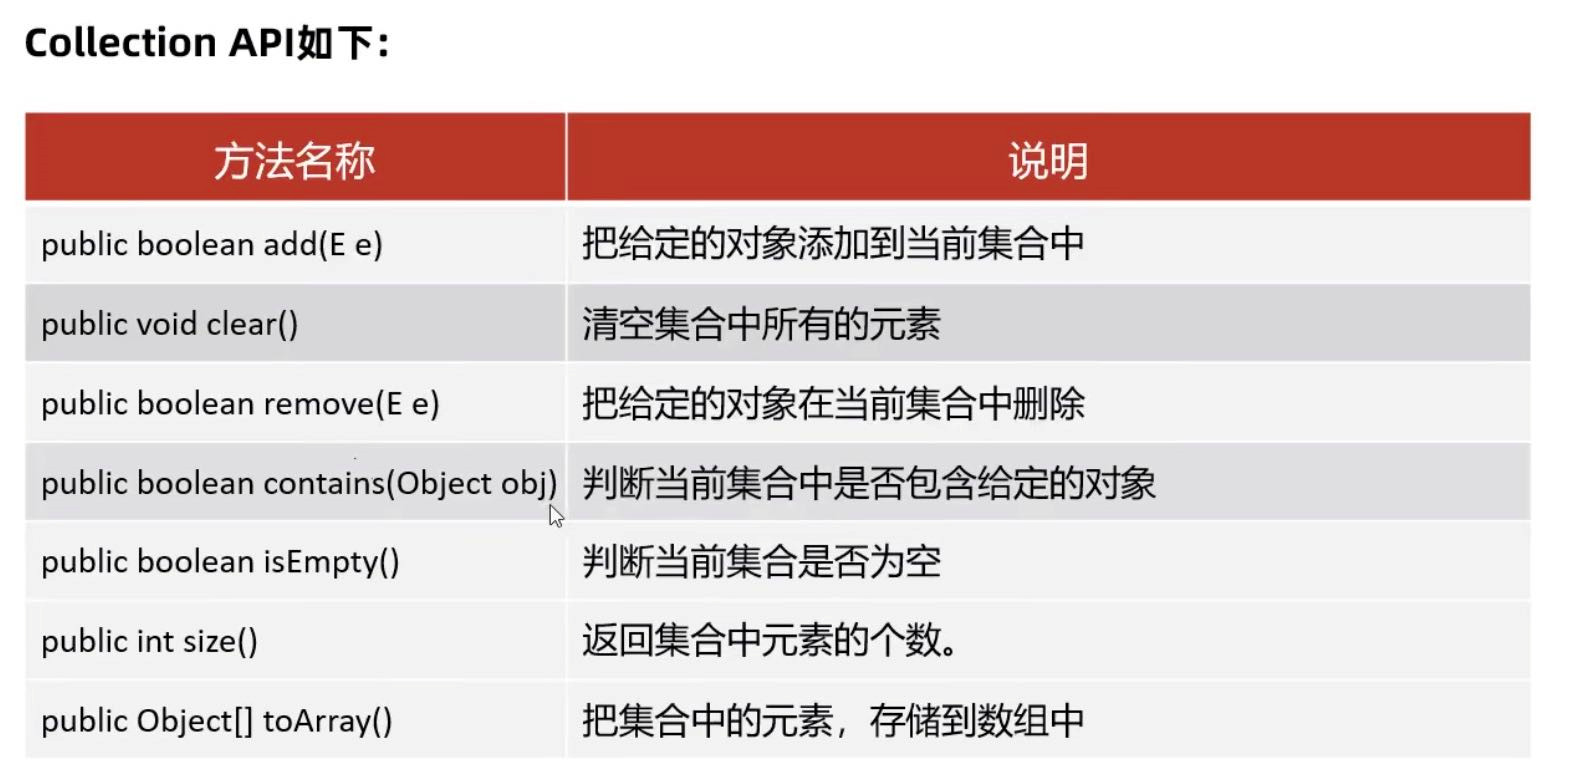 Collection API如下：
方法名称 说明
public boolean add(E e) 把给定的对象添加到当前集合中
public void clear() 清空集合中所有的元素
public boolean remove(E e) 把给定的对象在当前集合中删除
public boolean contains(Object obj) 判断当前集合中是否包含给定的对象
public boolean isEmpty() 判断当前集合是否为空
public int size() 返回集合中元素的个数。
public Object[] toArray() 把集合中的元素，存储到数组中